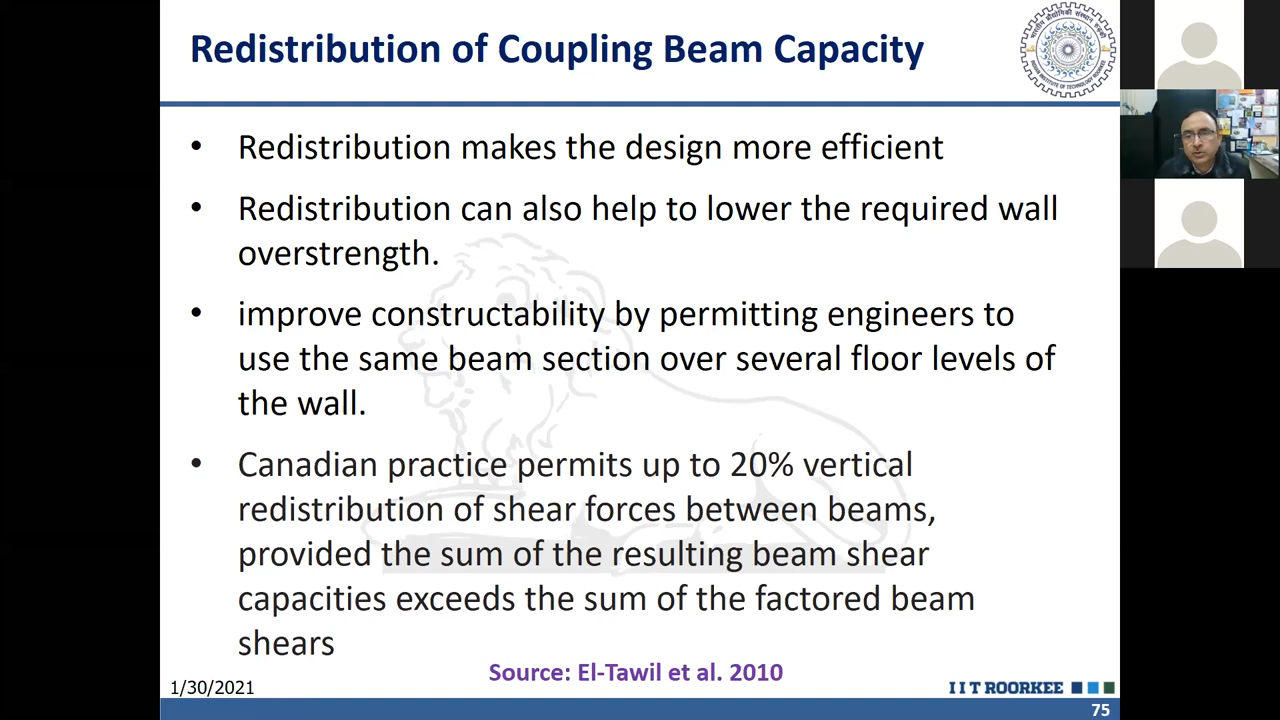 Redistribution of Coupling Beam Capacity
• Redistribution makes the design more efficient
• Redistribution can also help to lower the required wall
overstrength.
• improve constructability by permitting engineers to
use the same beam section over several floor levels of
the wall.
• Canadian practice permits up to 20% vertical
redistribution of shear forces between beams,
provided the sum of the resulting beam shear
capacities exceeds the sum of the factored beam
shears
Source: El-Tawil et al. 2010
1/30/2021
I I T ROORKEE
75